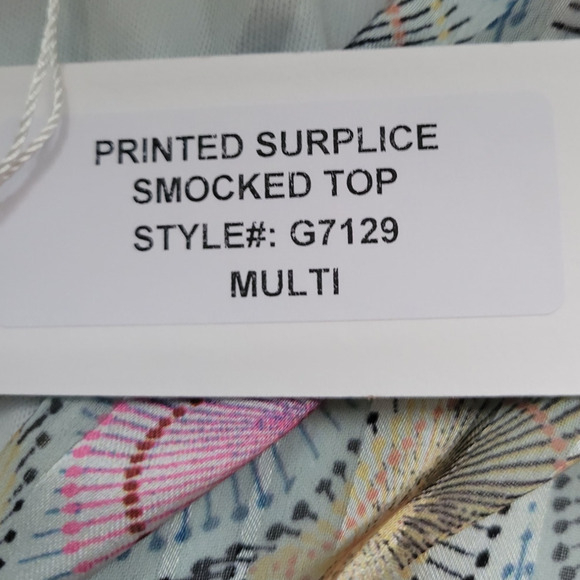 PRINTED SURPLICE
SMOCKED TOP
STYLE#: G7129
MULTI